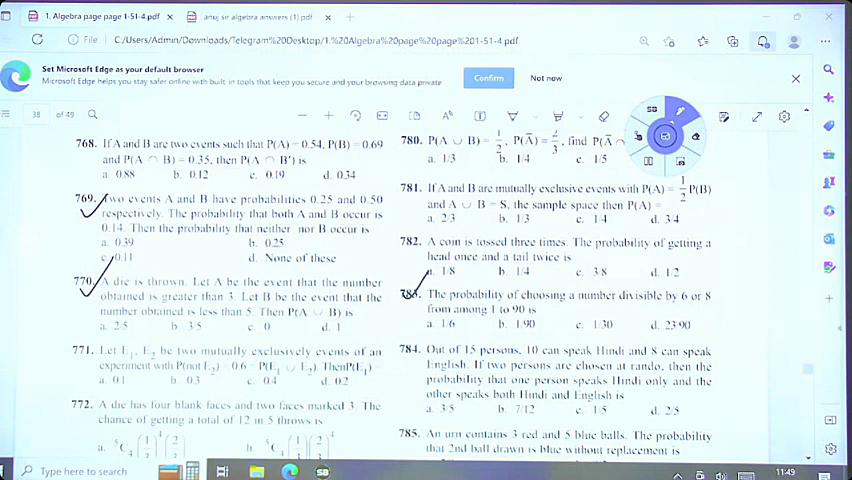 1. Algebra page page 1-51-4.pdf
anuj sir algebra answers (1).pdf
File
C:/Users/Admin/Downloads/Telegram%20Desktop/1.%20Algebra%20page%20page%201-51-4.pdf
Set Microsoft Edge as your default browser
Microsoft Edge helps you stay safer online with built in tools that keep you secure and your browsing data private
Confirm
Not now
38 of 49
SB
768. If A and B are two events such that P(A) = 0.54, P(B) = 0.69
and P(A ∩ B) = 0.35, then P(A ∩ B') is
a. 0.88 b. 0.12 c. 0.19 d. 0.34
769. Two events A and B have probabilities 0.25 and 0.50
respectively. The probability that both A and B occur is
0.14. Then the probability that neither nor B occur is
a. 0.39 b. 0.25
c. 0.11 d. None of these
770. A die is thrown. Let A be the event that the number
obtained is greater than 3. Let B be the event that the
number obtained is less than 5. Then P(A ∪ B) is
a. 2/5 b. 3/5 c. 0 d. 1
771. Let E₁, E₂ be two mutually exclusively events of an
experiment with P(not E₂) = 0.6 = P(E₁ ∪ E₂). ThenP(E₁) =
a. 0.1 b. 0.3 c. 0.4 d. 0.2
772. A die has four blank faces and two faces marked 3. The
chance of getting a total of 12 in 5 throws is
780. P(A ∪ B) = 1/2, P(Ā) = 2/3, find P(Ā ∩
a. 1/3 b. 1/4 c. 1/5
781. If A and B are mutually exclusive events with P(A) = 1/2 P(B)
and A ∪ B = S, the sample space then P(A) =
a. 2/3 b. 1/3 c. 1/4 d. 3/4
782. A coin is tossed three times. The probability of getting a
head once and a tail twice is
a. 1/8 b. 1/4 c. 3/8 d. 1/2
783. The probability of choosing a number divisible by 6 or 8
from among 1 to 90 is
a. 1/6 b. 1/90 c. 1/30 d. 23/90
784. Out of 15 persons, 10 can speak Hindi and 8 can speak
English. If two persons are chosen at rando, then the
probability that one person speaks Hindi only and the
other speaks both Hindi and English is
a. 3/5 b. 7/12 c. 1/5 d. 2/5
785. An urn contains 3 red and 5 blue balls. The probability
that 2nd ball drawn is blue without replacement is
Type here to search
SB
11:49